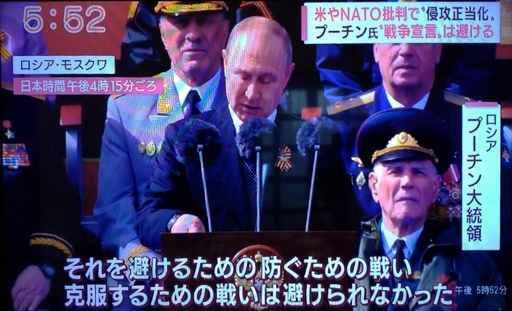 5:52
米やNATO批判で“侵攻正当化”
プーチン氏“戦争宣言”は避ける
ロシア・モスクワ
日本時間午後4時15分ごろ
ロシア
プーチン大統領
それを避けるための 防ぐための戦い
克服するための戦いは避けられなかった
午後 5時52分